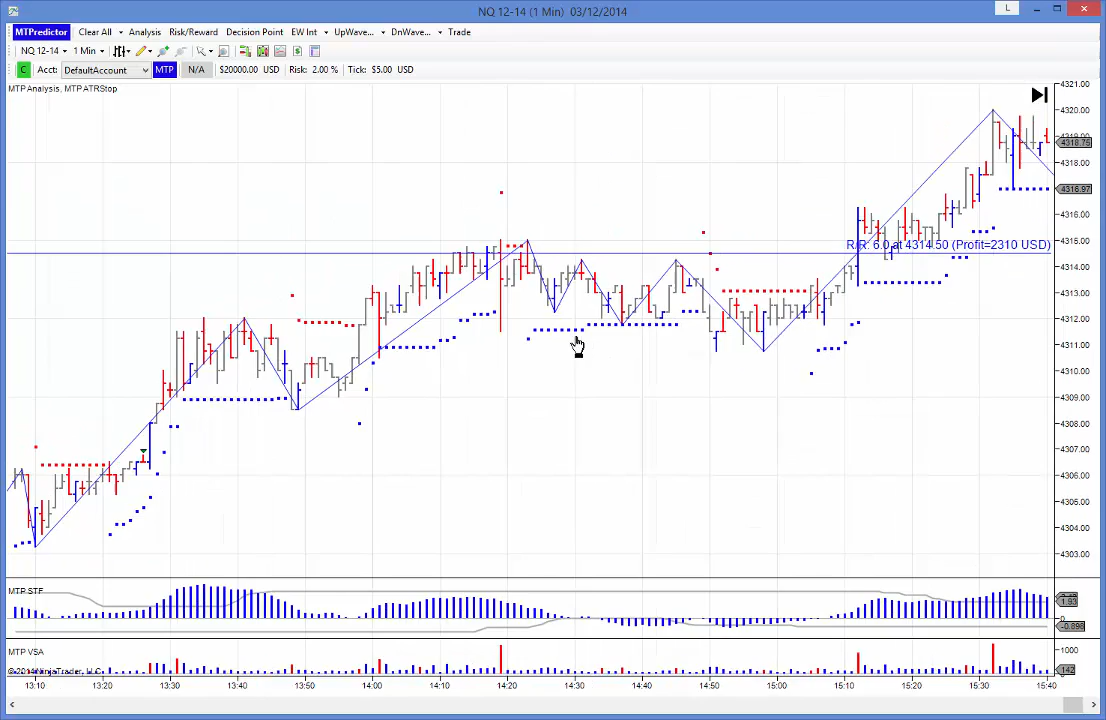 NQ 12-14 (1 Min)  03/12/2014
L
MTPredictor Clear All Analysis Risk/Reward Decision Point EW Int UpWave... DnWave... Trade
NQ 12-14 1 Min
C Acct: DefaultAccount MTP N/A $20000.00 USD Risk: 2.00 % Tick: $5.00 USD
MTP Analysis, MTP ATRStop
4321.00
4320.00
4318.75
4318.00
4316.97
4316.00
4315.00
R/R: 6.0 at 4314.50 (Profit=2310 USD)
4314.00
4313.00
4312.00
4311.00
4310.00
4309.00
4308.00
4307.00
4306.00
4305.00
4304.00
4303.00
MTP STF
1.93
0
-0.898
MTP VSA
1000
142
© 2014 NinjaTrader, LLC
13:10 13:20 13:30 13:40 13:50 14:00 14:10 14:20 14:30 14:40 14:50 15:00 15:10 15:20 15:30 15:40